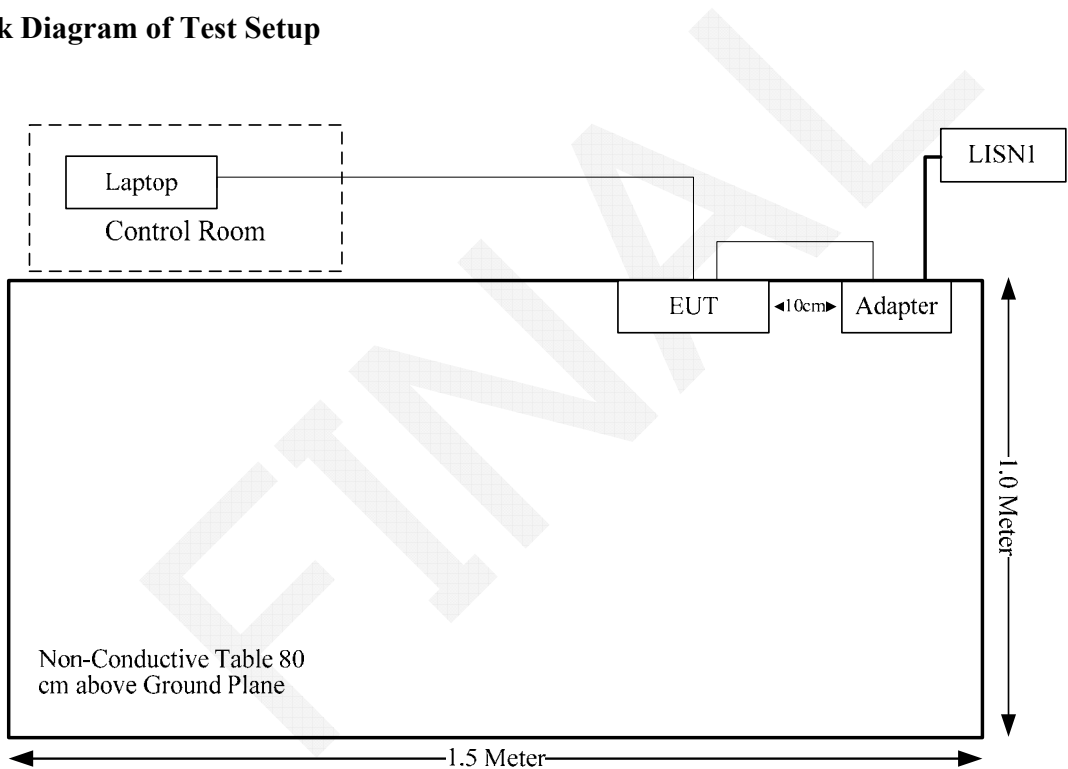 k Diagram of Test Setup
LISN1
Laptop
Control Room
EUT
10cm
Adapter
1.0 Meter
Non-Conductive Table 80
cm above Ground Plane
1.5 Meter
FINAL